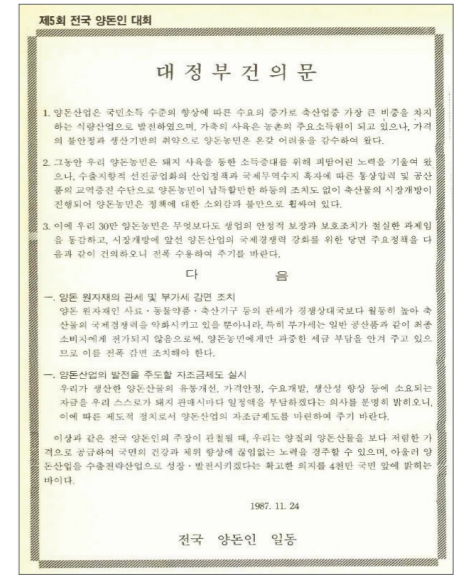 제5회 전국 양돈인 대회
대정부건의문
1. 양돈산업은 국민소득 수준의 향상에 따른 수요의 증가로 축산업중 가장 큰 비중을 차지
하는 식량산업으로 발전하였으며, 가축의 사육은 농촌의 주요소득원이 되고 있으나, 가격
의 불안정과 생산기반의 취약으로 양돈농민은 온갖 어려움을 감수하여 왔다.
2. 그동안 우리 양돈농민은 돼지 사육을 통한 소득증대를 위해 피땀어린 노력을 기울여 왔
으나, 수출지향적 선진공업화의 산업정책과 국제무역수지 흑자에 따른 통상압력 및 공산
품의 교역증진 수단으로 양돈농민이 납득할만한 하등의 조치도 없이 축산물의 시장개방이
진행되어 양돈농민은 정책에 대한 소외감과 불만으로 휩싸여 있다.
3. 이에 우리 30만 양돈농민은 무엇보다도 생업의 안정적 보장과 보호조치가 절실한 과제임
을 통감하고, 시장개방에 앞선 양돈산업의 국제경쟁력 강화를 위한 당면 주요정책을 다
음과 같이 건의하오니 전폭 수용하여 주기를 바란다.
다 음
一. 양돈 원자재의 관세 및 부가세 감면 조치
양돈 원자재인 사료·동물약품·축산기구 등의 관세가 경쟁상대국보다 월등히 높아 축
산물의 국제경쟁력을 약화시키고 있을 뿐아니라, 특히 부가세는 일반 공산품과 같이 최종
소비자에게 전가되지 않음으로써, 양돈농민에게만 과중한 세금 부담을 안겨 주고 있으
므로 이를 전폭 감면 조치해야 한다.
一. 양돈산업의 발전을 주도할 자조금제도 실시
우리가 생산한 양돈산물의 유통개선, 가격안정, 수요개발, 생산성 향상 등에 소요되는
자금을 우리 스스로가 돼지 판매시마다 일정액을 부담하겠다는 의사를 분명히 밝히오니,
이에 따른 제도적 장치로서 양돈산업의 자조금제도를 마련하여 주기 바란다.
이상과 같은 전국 양돈인의 주장이 관철될 때, 우리는 양질의 양돈산물을 보다 저렴한 가
격으로 공급하여 국민의 건강과 체위 향상에 끊임없는 노력을 경주할 수 있으며, 아울러 양
돈산업을 수출전략산업으로 성장·발전시키겠다는 확고한 의지를 4천만 국민 앞에 밝히는
바이다.
1987. 11. 24
전국 양돈인 일동